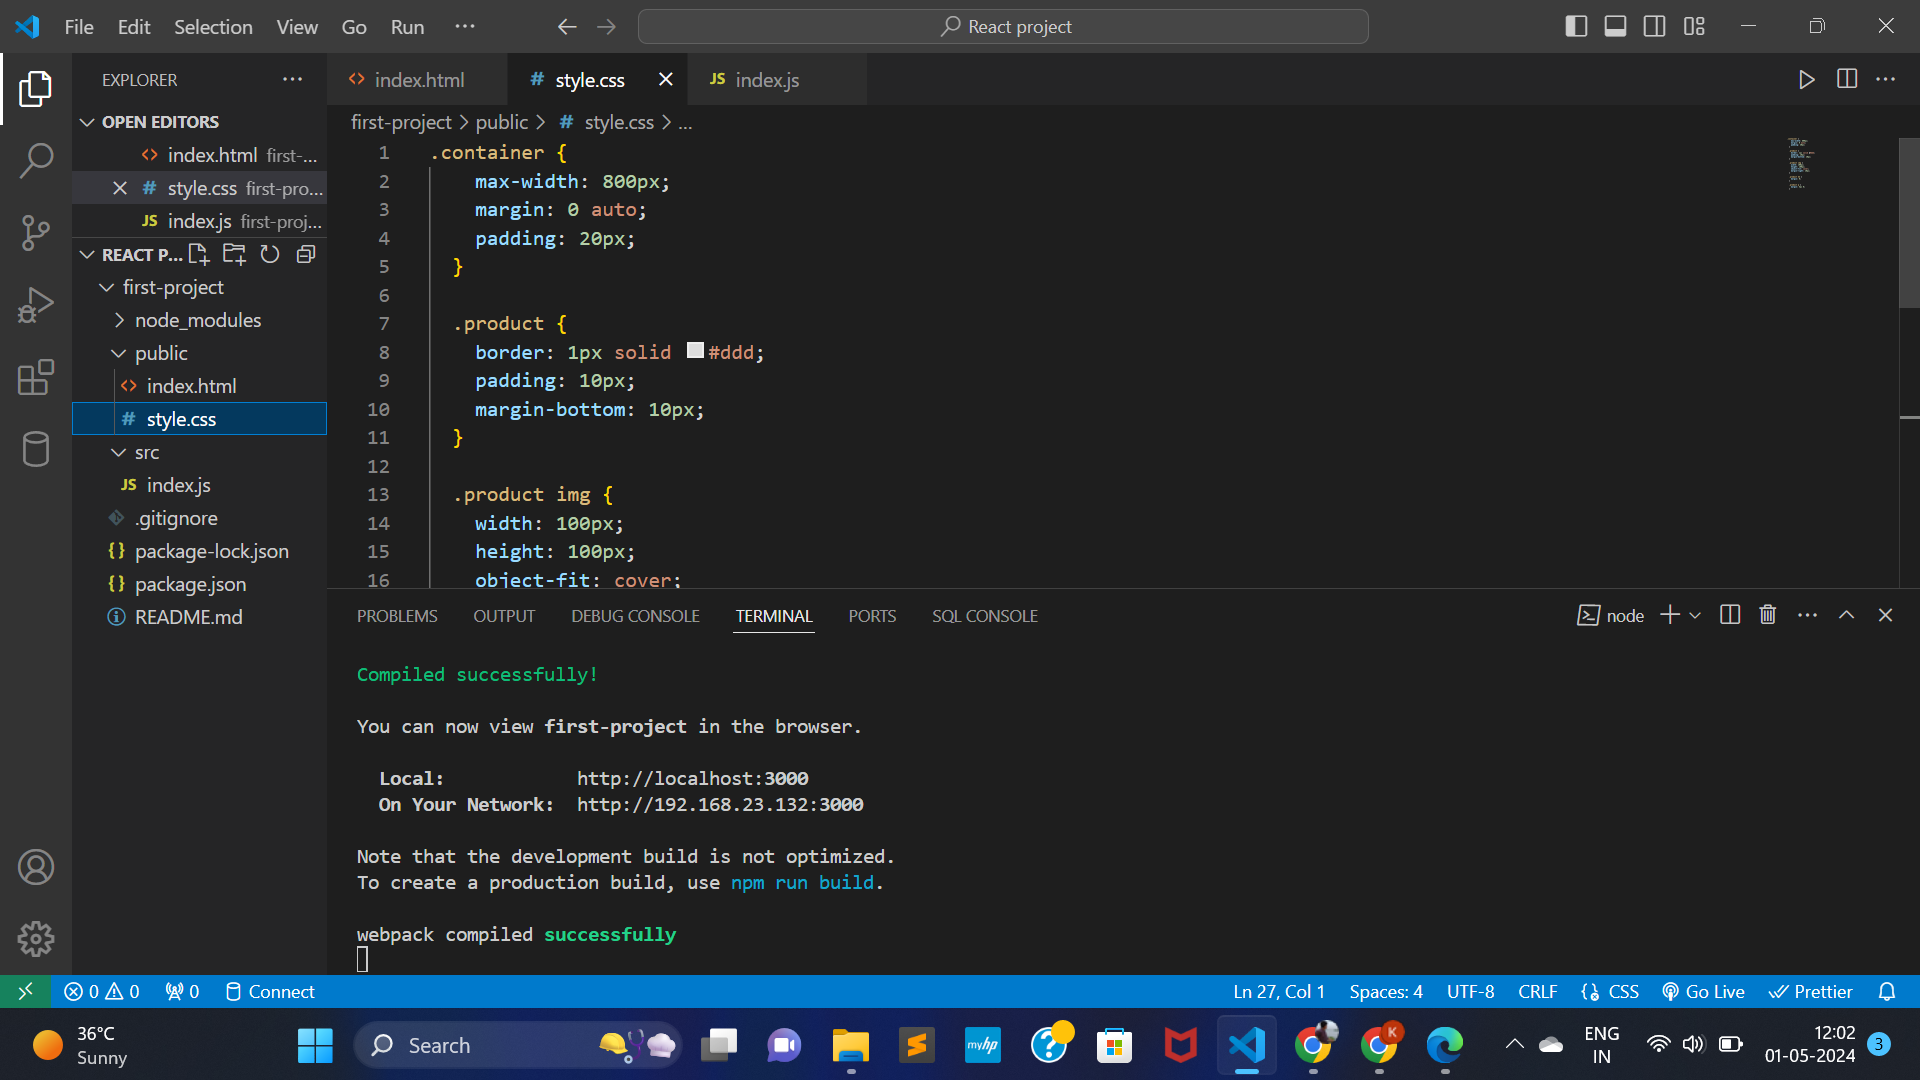 File Edit Selection View Go Run ···
React project
EXPLORER
index.html
style.css
JS index.js
OPEN EDITORS
index.html first-...
style.css first-pro...
JS index.js first-proj...
REACT P...
first-project
node_modules
public
index.html
style.css
src
JS index.js
.gitignore
package-lock.json
package.json
README.md
first-project > public > # style.css > ...
1 .container {
2 max-width: 800px;
3 margin: 0 auto;
4 padding: 20px;
5 }
6
7 .product {
8 border: 1px solid #ddd;
9 padding: 10px;
10 margin-bottom: 10px;
11 }
12
13 .product img {
14 width: 100px;
15 height: 100px;
16 object-fit: cover;
PROBLEMS OUTPUT DEBUG CONSOLE TERMINAL PORTS SQL CONSOLE
node
Compiled successfully!
You can now view first-project in the browser.
Local: http://localhost:3000
On Your Network: http://192.168.23.132:3000
Note that the development build is not optimized.
To create a production build, use npm run build.
webpack compiled successfully
0 0 0 Connect
Ln 27, Col 1 Spaces: 4 UTF-8 CRLF CSS Go Live Prettier
36°C
Sunny
Search
myhp
K
ENG
IN
12:02
01-05-2024
3